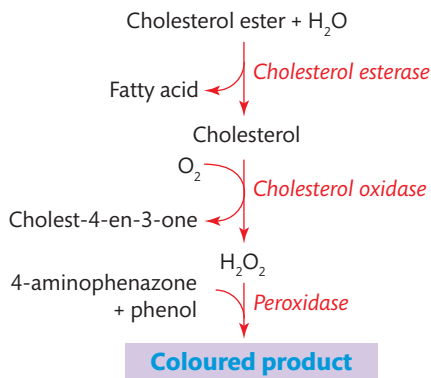 Cholesterol ester + H₂O
Cholesterol esterase
Fatty acid
Cholesterol
O₂
Cholesterol oxidase
Cholest-4-en-3-one
H₂O₂
4-aminophenazone
+ phenol
Peroxidase
Coloured product